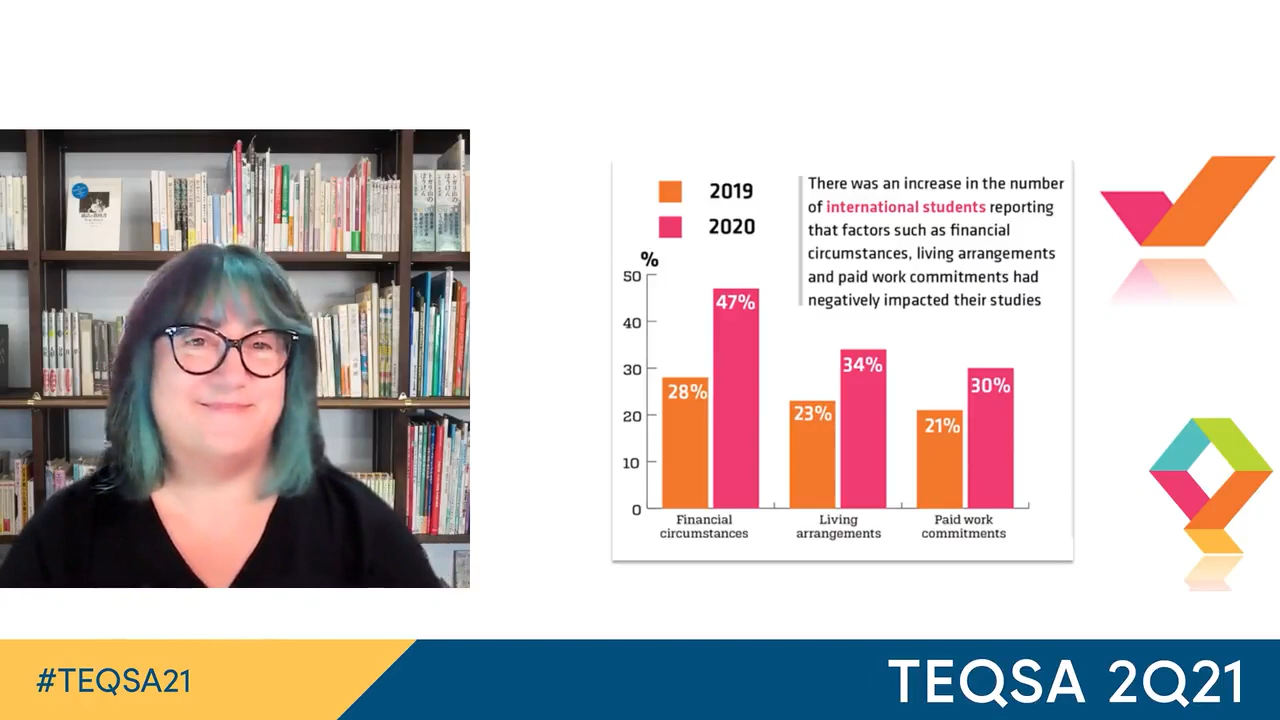 2019
2020
There was an increase in the number
of international students reporting
that factors such as financial
circumstances, living arrangements
and paid work commitments had
negatively impacted their studies
%
50
40
30
20
10
0
28%
47%
23%
34%
21%
30%
Financial
circumstances
Living
arrangements
Paid work
commitments
#TEQSA21
TEQSA 2Q21